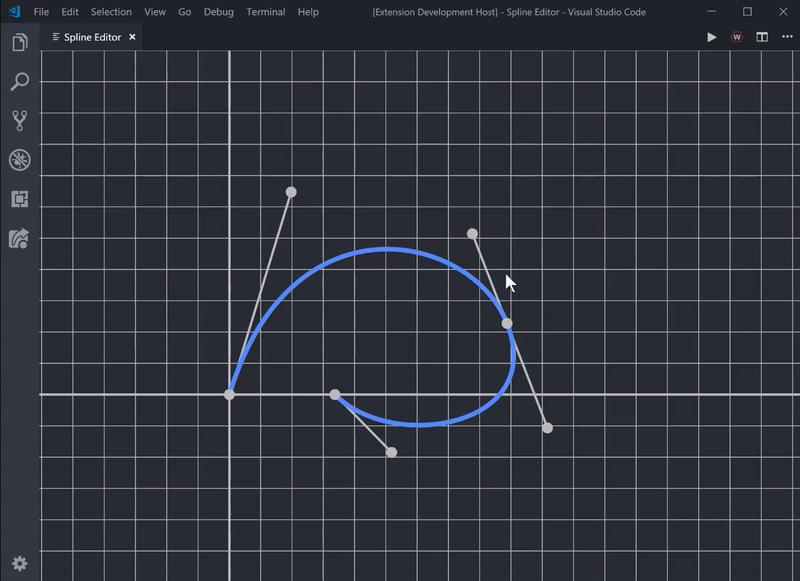 File Edit Selection View Go Debug Terminal Help [Extension Development Host] - Spline Editor - Visual Studio Code
Spline Editor
W